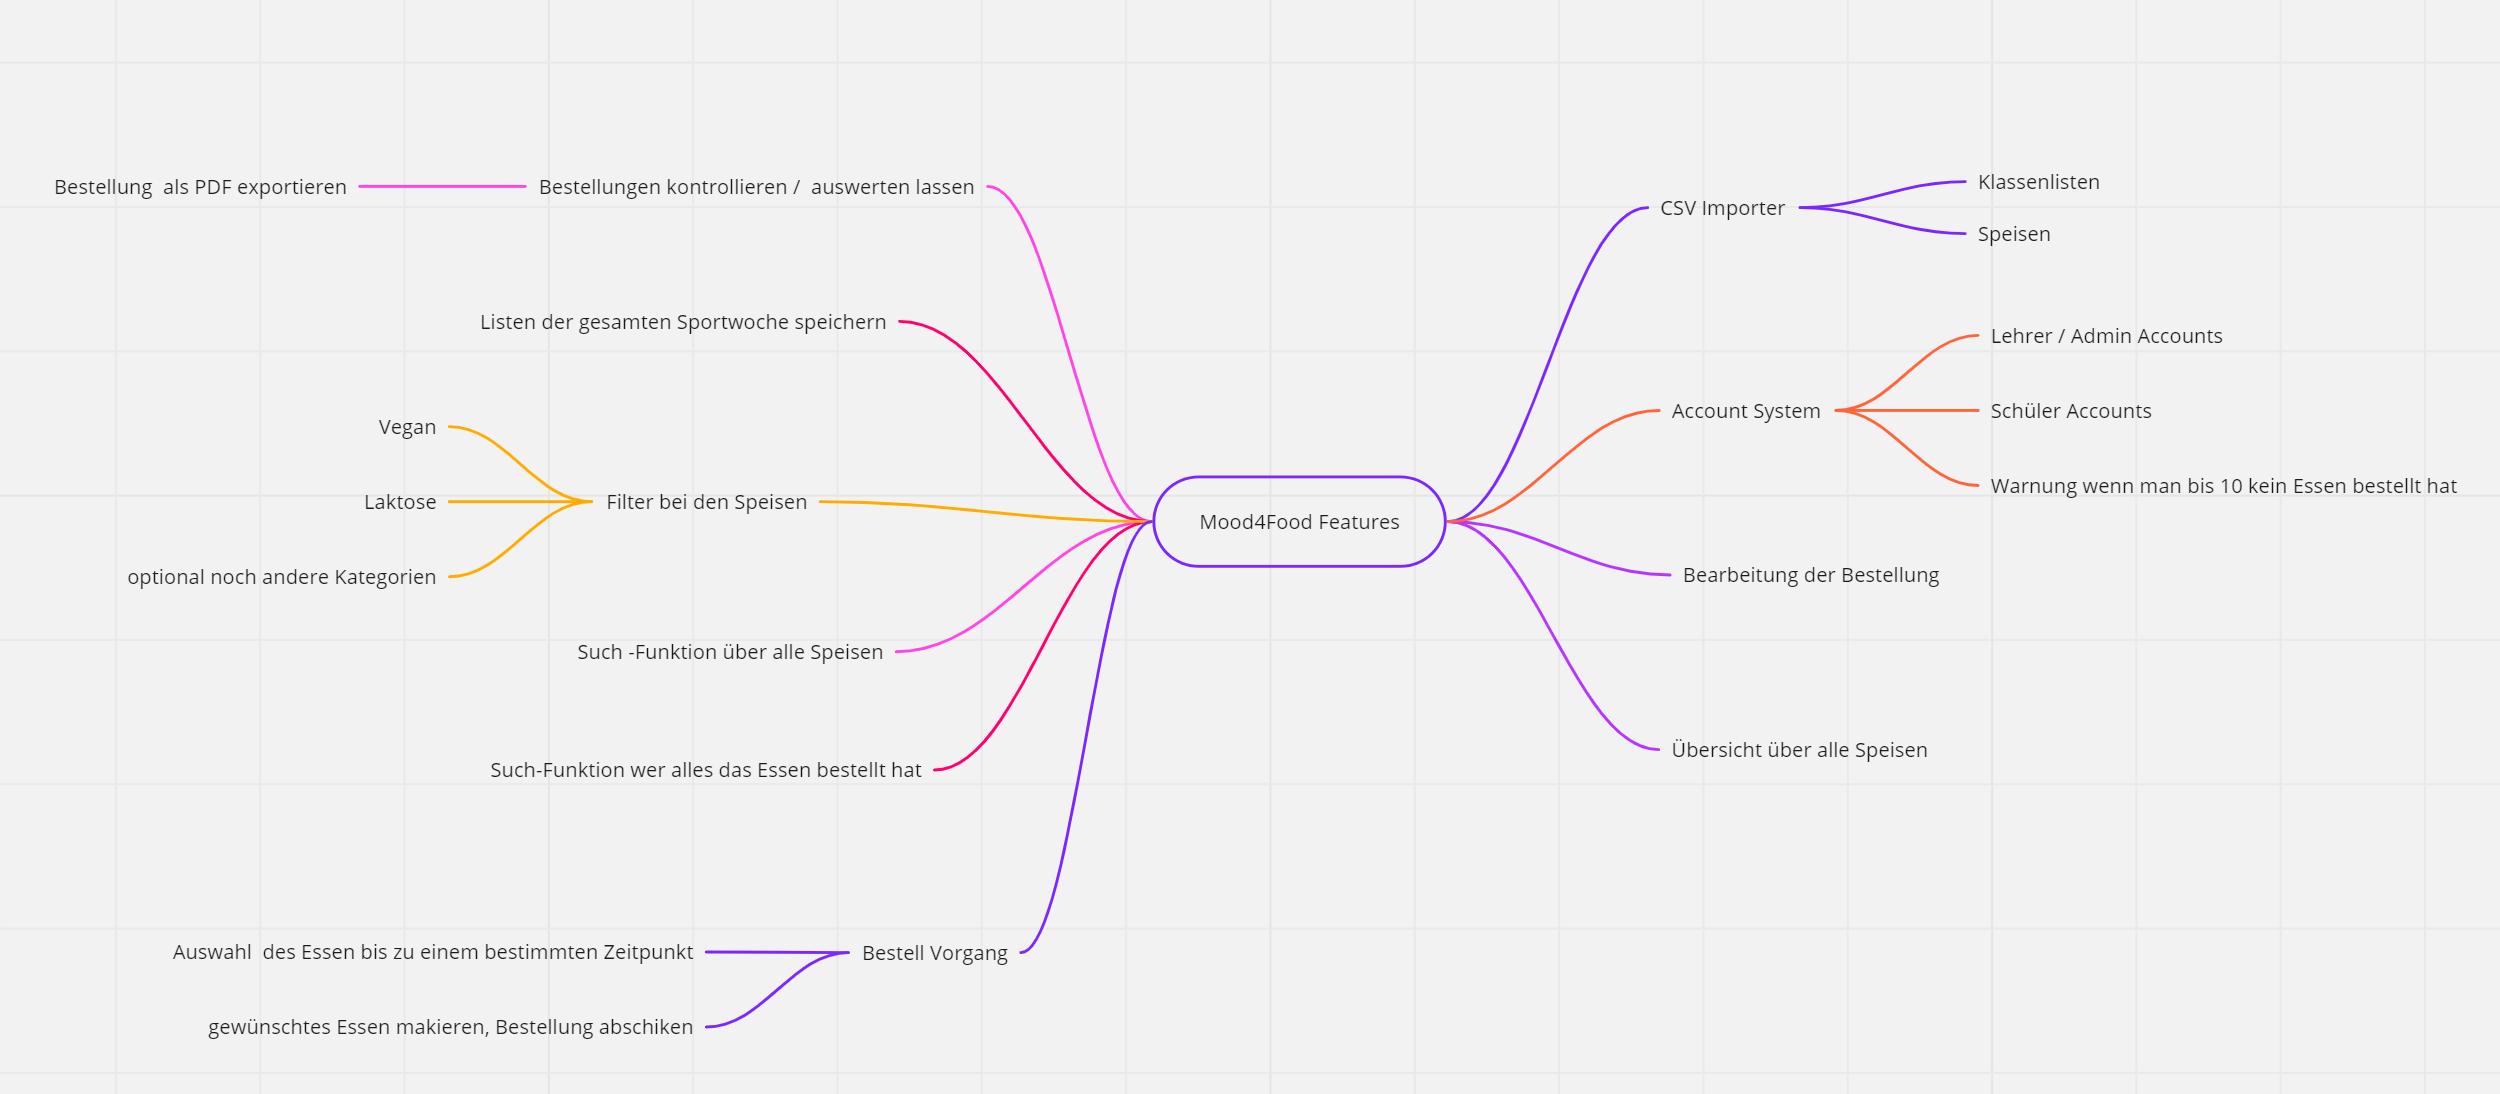 Mood4Food Features
Bestellungen kontrollieren /  auswerten lassen
Bestellung  als PDF exportieren
Listen der gesamten Sportwoche speichern
Filter bei den Speisen
Vegan
Laktose
optional noch andere Kategorien
Such -Funktion über alle Speisen
Such-Funktion wer alles das Essen bestellt hat
Bestell Vorgang
Auswahl  des Essen bis zu einem bestimmten Zeitpunkt
gewünschtes Essen makieren, Bestellung abschiken
CSV Importer
Klassenlisten
Speisen
Account System
Lehrer / Admin Accounts
Schüler Accounts
Warnung wenn man bis 10 kein Essen bestellt hat
Bearbeitung der Bestellung
Übersicht über alle Speisen